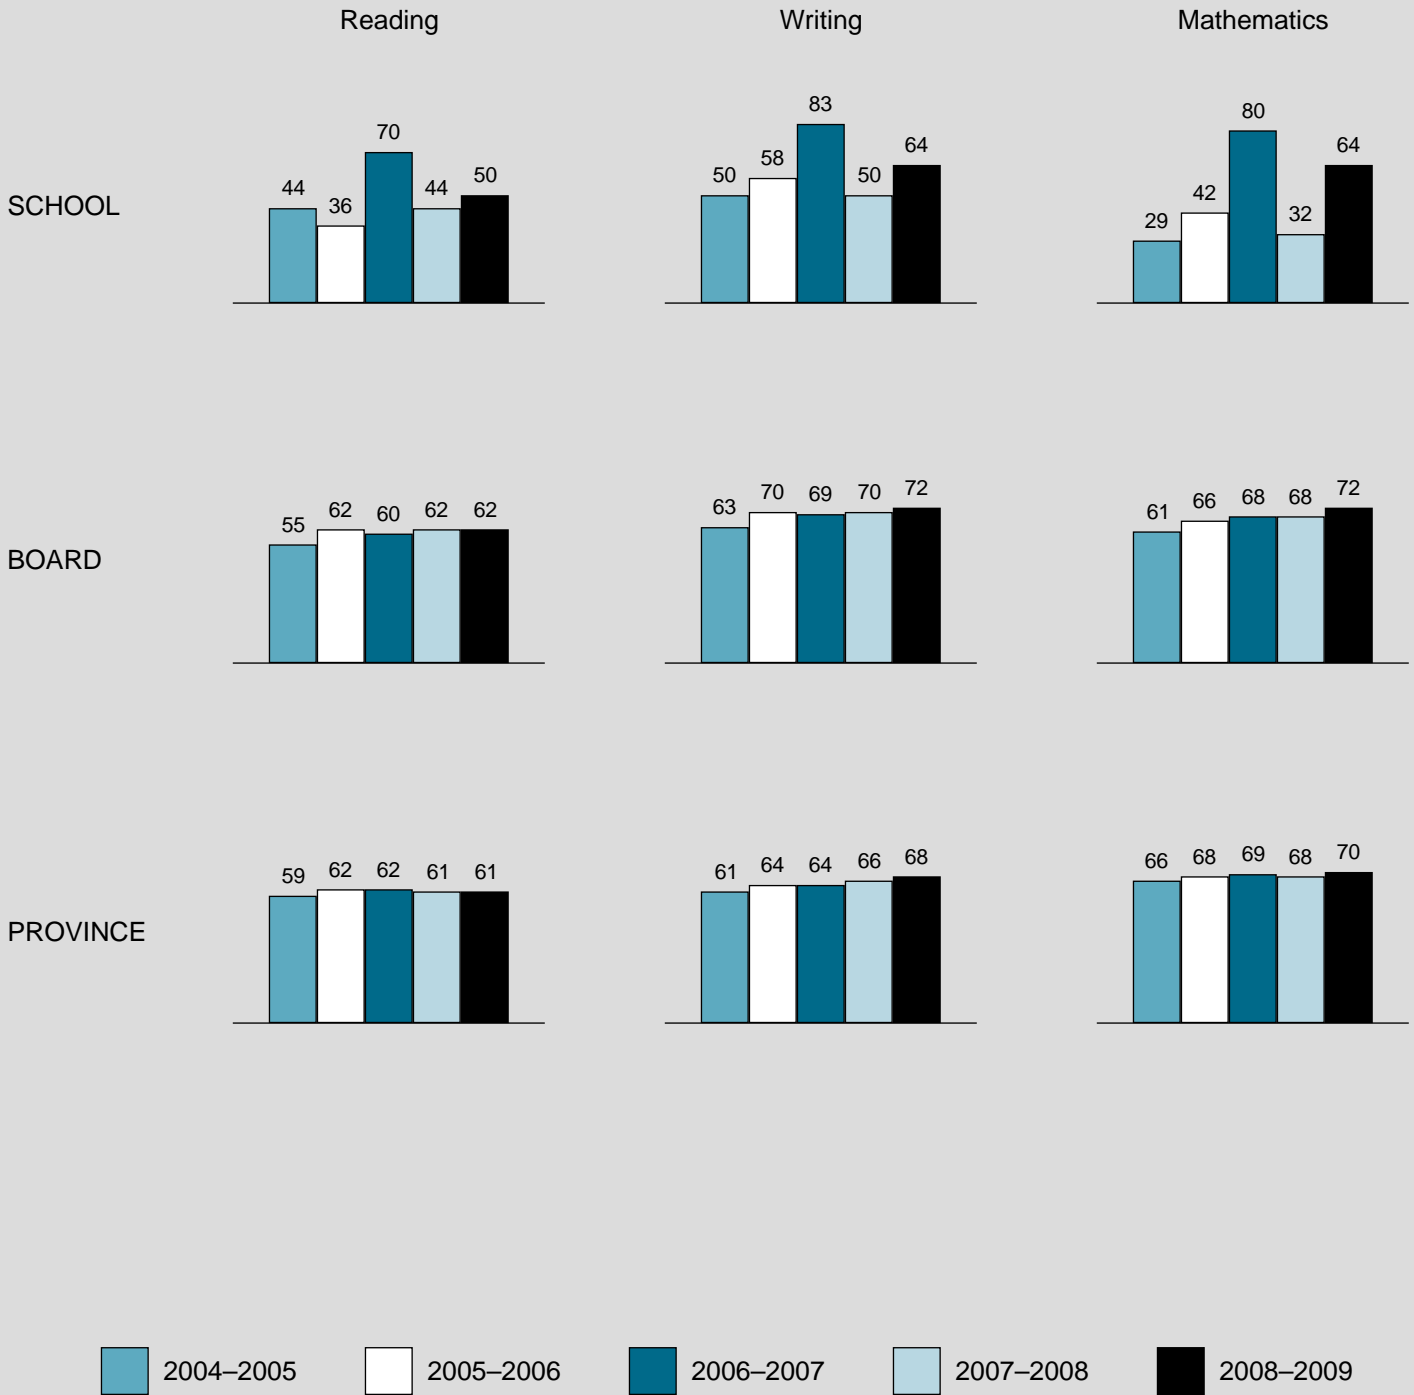 Reading Writing Mathematics
SCHOOL
44 36 70 44 50
50 58 83 50 64
29 42 80 32 64
BOARD
55 62 60 62 62
63 70 69 70 72
61 66 68 68 72
PROVINCE
59 62 62 61 61
61 64 64 66 68
66 68 69 68 70
2004–2005 2005–2006 2006–2007 2007–2008 2008–2009